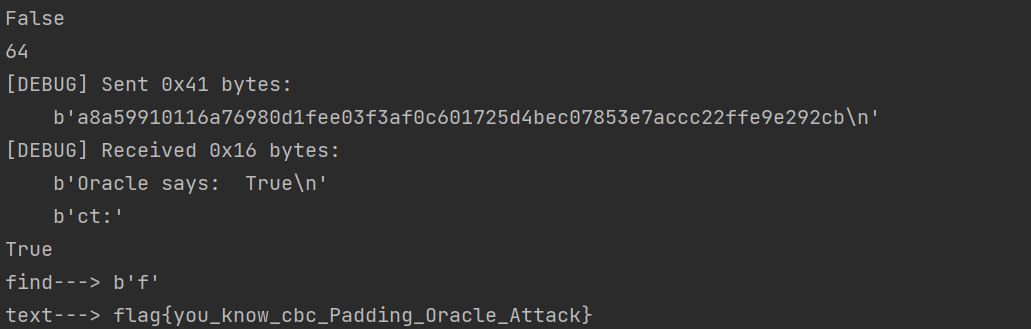 False
64
[DEBUG] Sent 0x41 bytes:
    b'a8a59910116a76980d1fee03f3af0c601725d4bec07853e7accc22ffe9e292cb\n'
[DEBUG] Received 0x16 bytes:
    b'Oracle says:  True\n'
    b'ct:'
True
find---> b'f'
text---> flag{you_know_cbc_Padding_Oracle_Attack}